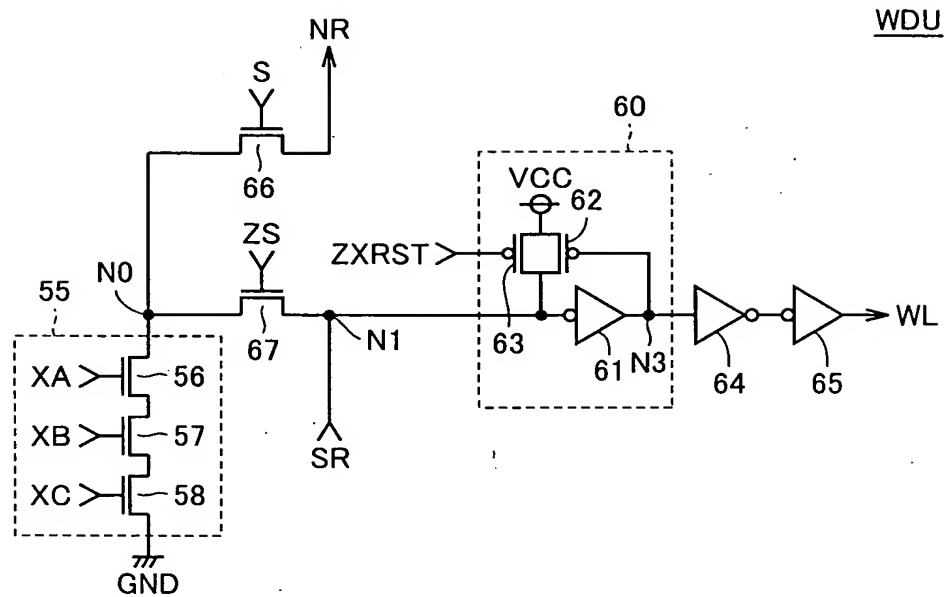 WDU
NR
S
60
66
VCC
62
ZS
ZXRST
55
N0
67
N1
63
61
N3
64
65
WL
XA
56
XB
57
SR
XC
58
GND